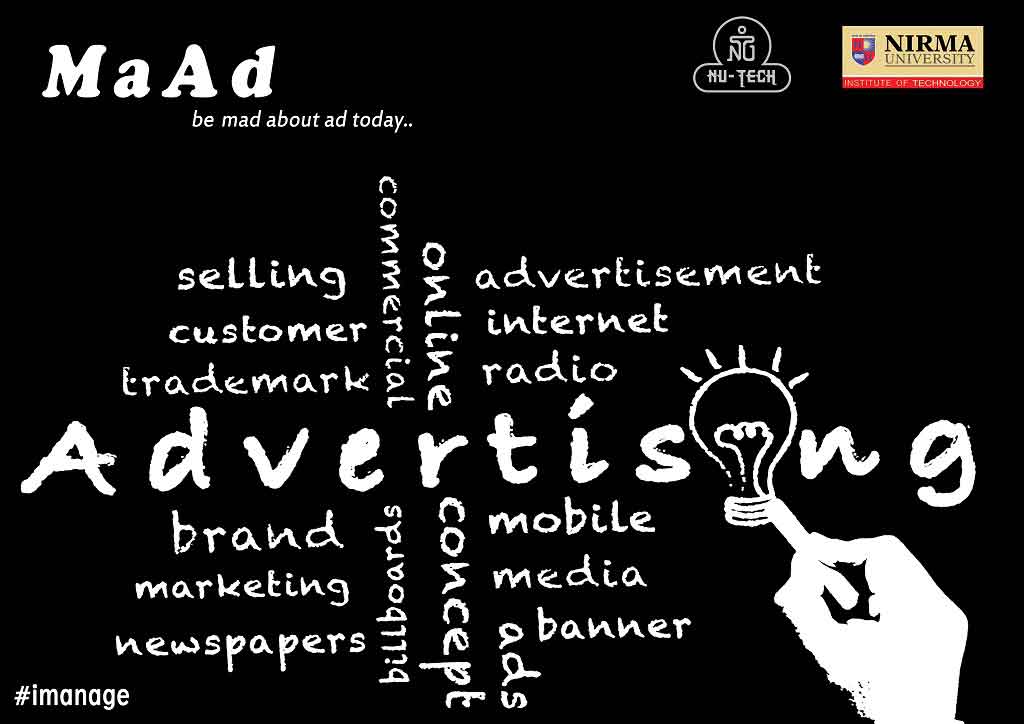 MaAd
be mad about ad today..
NG
NU-TECH
NIRMA
UNIVERSITY
INSTITUTE OF TECHNOLOGY
commercial
online
selling
customer
trademark
advertisement
internet
radio
Advertising
brand
marketing
newspapers
billboards
concept
mobile
media
banner
ads
#imanage